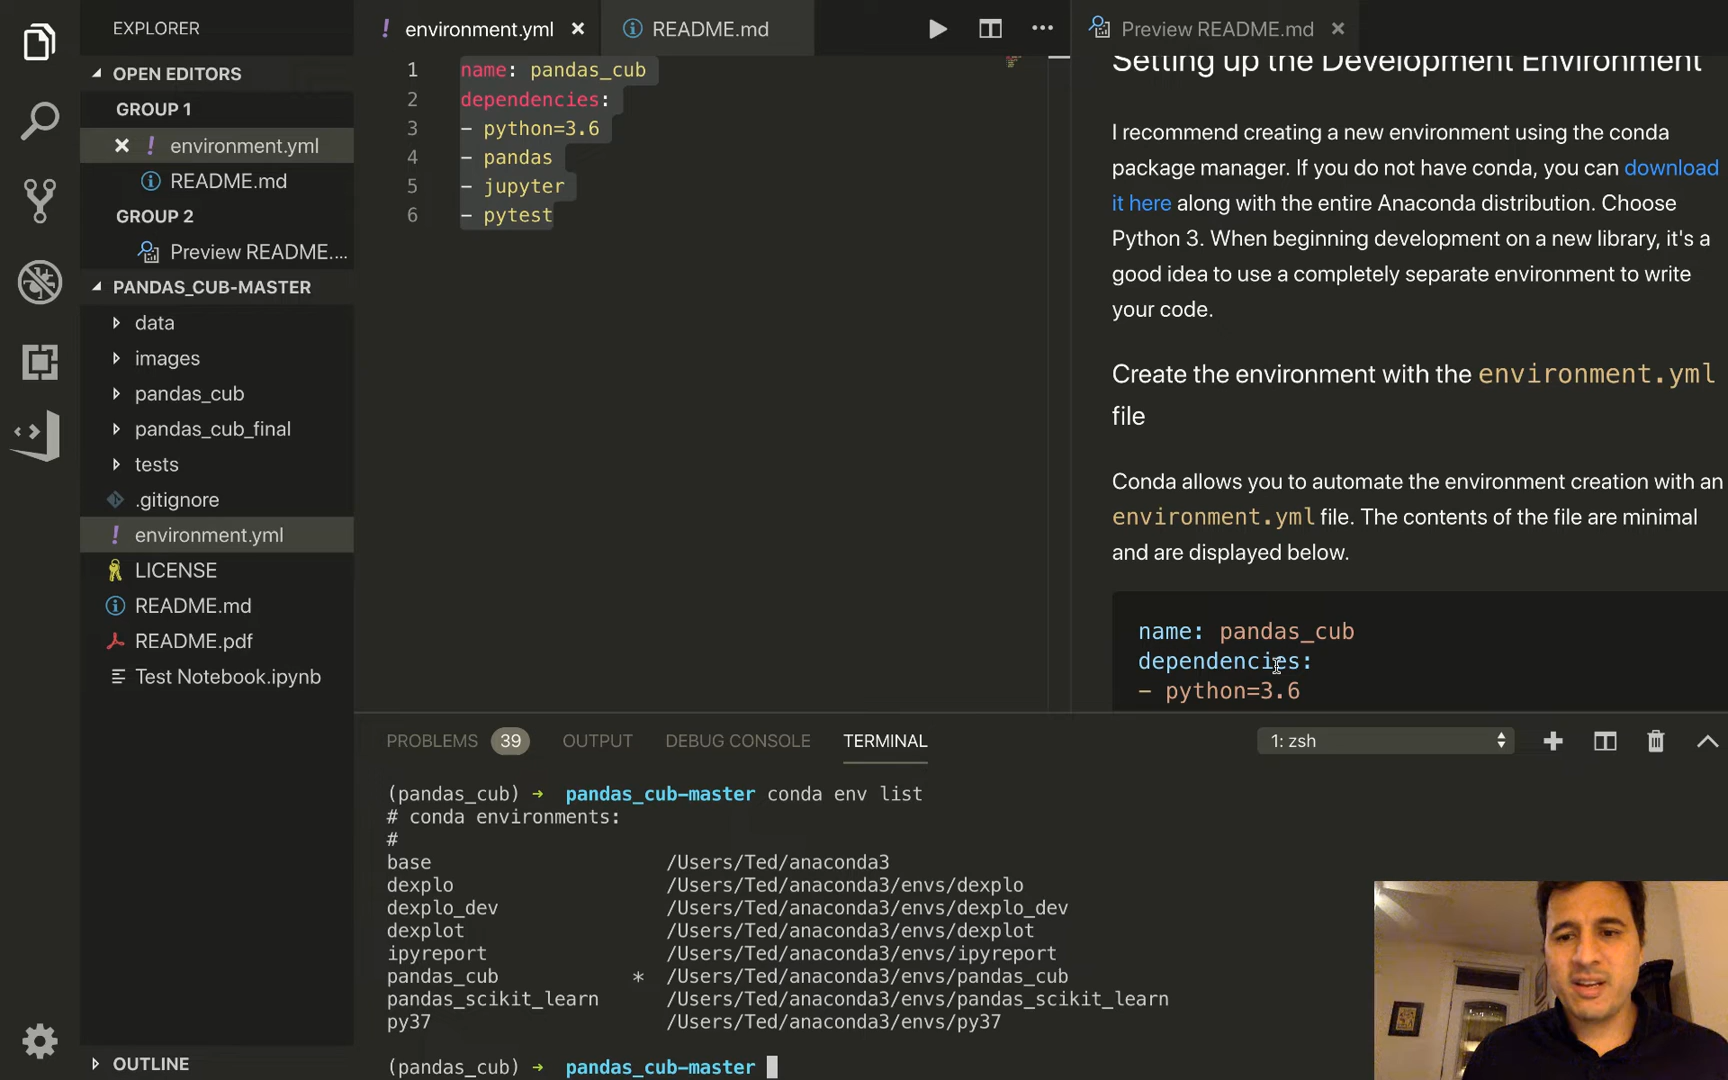 EXPLORER
OPEN EDITORS
GROUP 1
environment.yml
README.md
GROUP 2
Preview README....
PANDAS_CUB-MASTER
data
images
pandas_cub
pandas_cub_final
tests
.gitignore
environment.yml
LICENSE
README.md
README.pdf
Test Notebook.ipynb
OUTLINE
environment.yml
README.md
1 name: pandas_cub
2 dependencies:
3 - python=3.6
4 - pandas
5 - jupyter
6 - pytest
Preview README.md
Setting up the Development Environment
I recommend creating a new environment using the conda
package manager. If you do not have conda, you can download
it here along with the entire Anaconda distribution. Choose
Python 3. When beginning development on a new library, it's a
good idea to use a completely separate environment to write
your code.
Create the environment with the environment.yml
file
Conda allows you to automate the environment creation with an
environment.yml file. The contents of the file are minimal
and are displayed below.
name: pandas_cub
dependencies:
- python=3.6
PROBLEMS 39 OUTPUT DEBUG CONSOLE TERMINAL 1: zsh
(pandas_cub) → pandas_cub-master conda env list
# conda environments:
#
base /Users/Ted/anaconda3
dexplo /Users/Ted/anaconda3/envs/dexplo
dexplo_dev /Users/Ted/anaconda3/envs/dexplo_dev
dexplot /Users/Ted/anaconda3/envs/dexplot
ipyreport /Users/Ted/anaconda3/envs/ipyreport
pandas_cub * /Users/Ted/anaconda3/envs/pandas_cub
pandas_scikit_learn /Users/Ted/anaconda3/envs/pandas_scikit_learn
py37 /Users/Ted/anaconda3/envs/py37
(pandas_cub) → pandas_cub-master